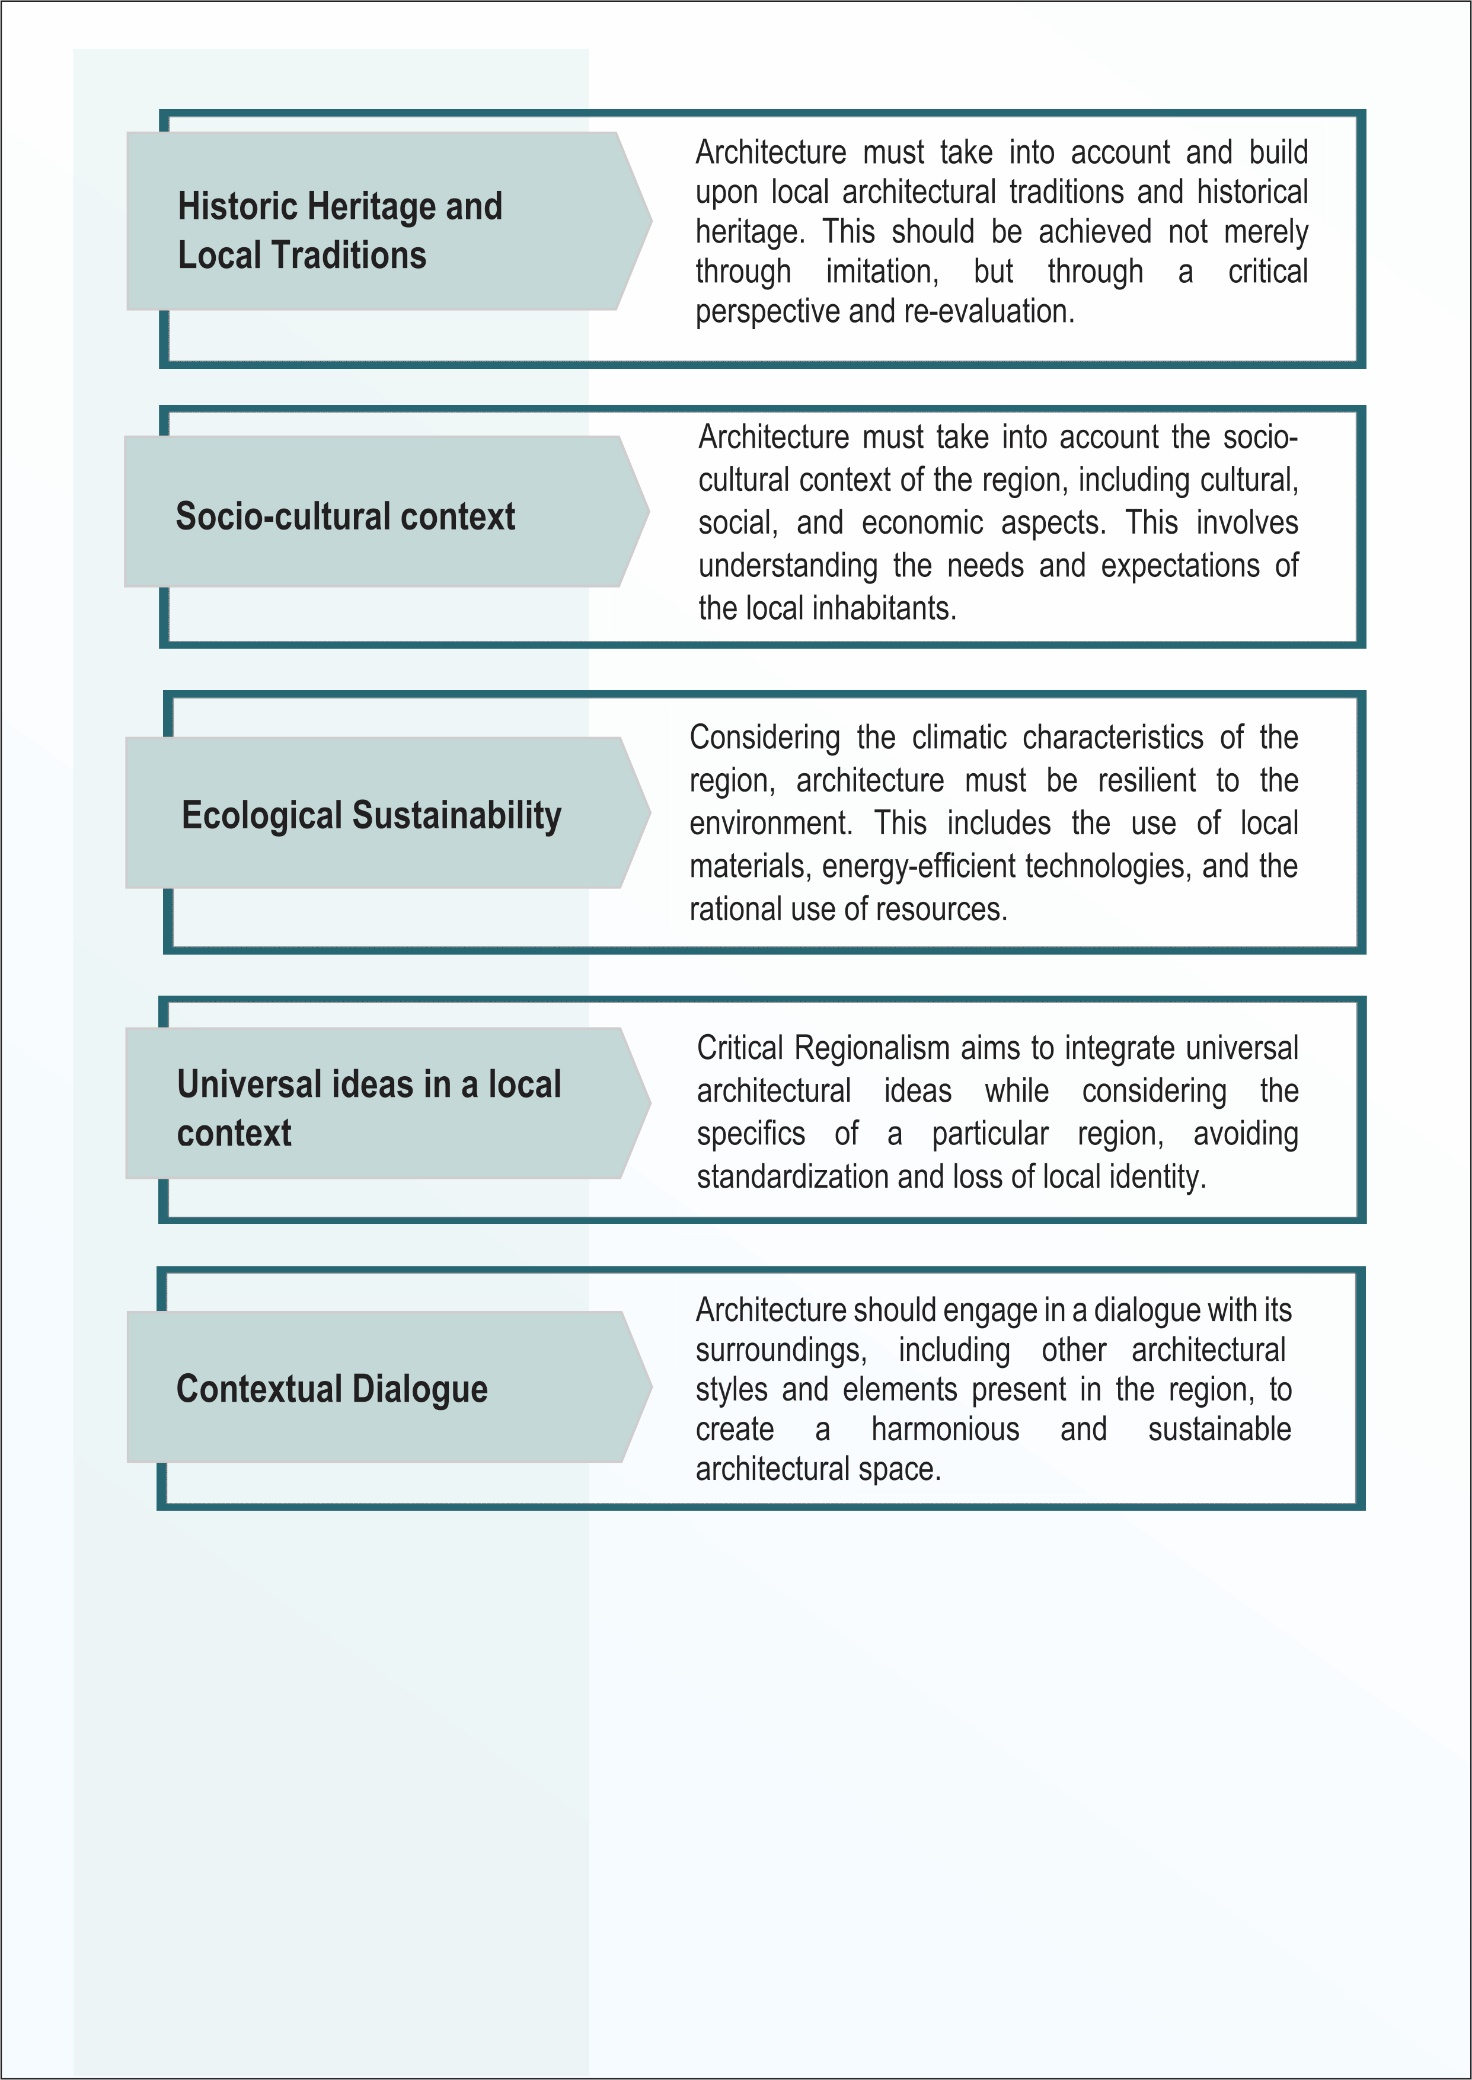 Historic Heritage and
Local Traditions
Architecture must take into account and build
upon local architectural traditions and historical
heritage. This should be achieved not merely
through imitation, but through a critical
perspective and re-evaluation.
Socio-cultural context
Architecture must take into account the socio-
cultural context of the region, including cultural,
social, and economic aspects. This involves
understanding the needs and expectations of
the local inhabitants.
Ecological Sustainability
Considering the climatic characteristics of the
region, architecture must be resilient to the
environment. This includes the use of local
materials, energy-efficient technologies, and the
rational use of resources.
Universal ideas in a local
context
Critical Regionalism aims to integrate universal
architectural ideas while considering the
specifics of a particular region, avoiding
standardization and loss of local identity.
Contextual Dialogue
Architecture should engage in a dialogue with its
surroundings, including other architectural
styles and elements present in the region, to
create a harmonious and sustainable
architectural space.